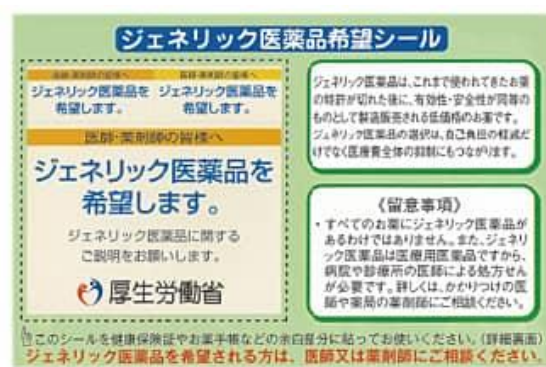 ジェネリック医薬品希望シール
医師・薬剤師の皆様へ 医師・薬剤師の皆様へ
ジェネリック医薬品を ジェネリック医薬品を
希望します。 希望します。
医師・薬剤師の皆様へ
ジェネリック医薬品を
希望します。
ジェネリック医薬品に関する
ご説明をお願いします。
厚生労働省
ジェネリック医薬品は、これまで使われてきたお薬
の特許が切れた後に、有効性・安全性が同等の
ものとして製造販売される低価格のお薬です。
ジェネリック医薬品の選択は、自己負担の軽減だ
けでなく医療費全体の抑制にもつながります。
《留意事項》
・すべてのお薬にジェネリック医薬品が
あるわけではありません。また、ジェネリ
ック医薬品は医療用医薬品ですから、
病院や診療所の医師による処方せん
が必要です。詳しくは、かかりつけの医
師や薬局の薬剤師にご相談ください。
このシールを健康保険証やお薬手帳などの余白部分に貼ってお使いください。(詳細裏面)
ジェネリック医薬品を希望される方は、医師又は薬剤師にご相談ください。